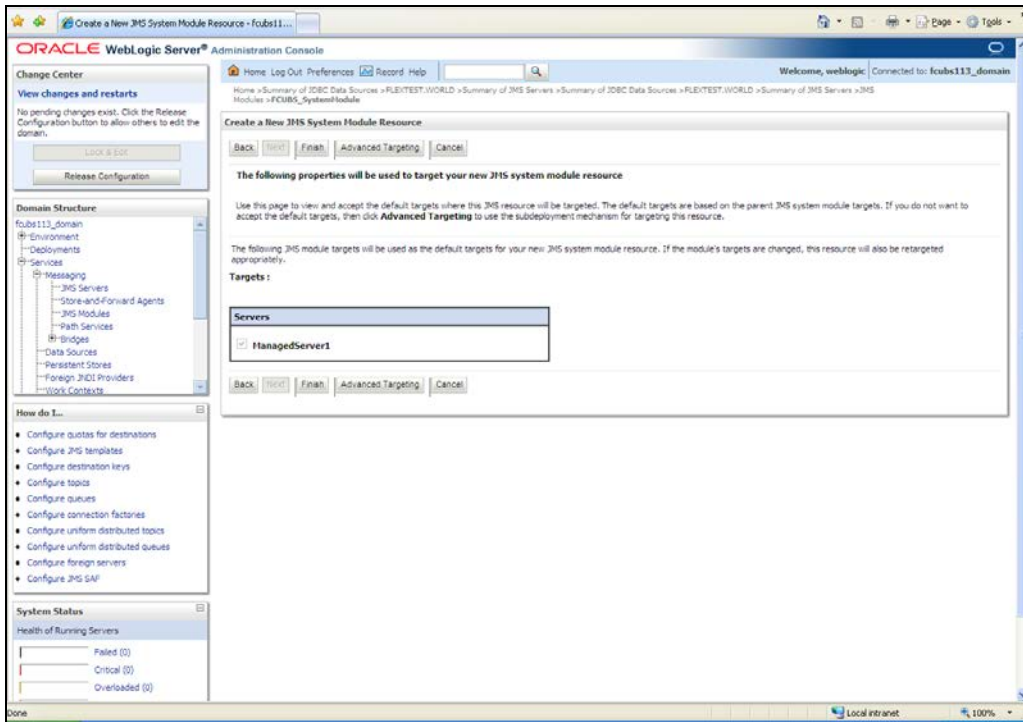 Create a New JMS System Module Resource - fcubs11...
Page
Tools
ORACLE WebLogic Server® Administration Console
Change Center
View changes and restarts
No pending changes exist. Click the Release
Configuration button to allow others to edit the
domain.
Lock & Edit
Release Configuration
Domain Structure
fcubs113_domain
Environment
Deployments
Services
Messaging
JMS Servers
Store-and-Forward Agents
JMS Modules
Path Services
Bridges
Data Sources
Persistent Stores
Foreign JNDI Providers
Work Contexts
How do I...
Configure quotas for destinations
Configure JMS templates
Configure destination keys
Configure topics
Configure queues
Configure connection factories
Configure uniform distributed topics
Configure uniform distributed queues
Configure foreign servers
Configure JMS SAF
System Status
Health of Running Servers
Failed (0)
Critical (0)
Overloaded (0)
Home Log Out Preferences Record Help
Welcome, weblogic Connected to: fcubs113_domain
Home >Summary of JDBC Data Sources >FLEXTEST.WORLD >Summary of JMS Servers >Summary of JDBC Data Sources >FLEXTEST.WORLD >Summary of JMS Servers >JMS
Modules >FCUBS_SystemModule
Create a New JMS System Module Resource
Back Next Finish Advanced Targeting Cancel
The following properties will be used to target your new JMS system module resource
Use this page to view and accept the default targets where this JMS resource will be targeted. The default targets are based on the parent JMS system module targets. If you do not want to
accept the default targets, then click Advanced Targeting to use the subdeployment mechanism for targeting this resource.
The following JMS module targets will be used as the default targets for your new JMS system module resource. If the module's targets are changed, this resource will also be retargeted
appropriately.
Targets :
Servers
ManagedServer1
Back Next Finish Advanced Targeting Cancel
Done
Local intranet
100%